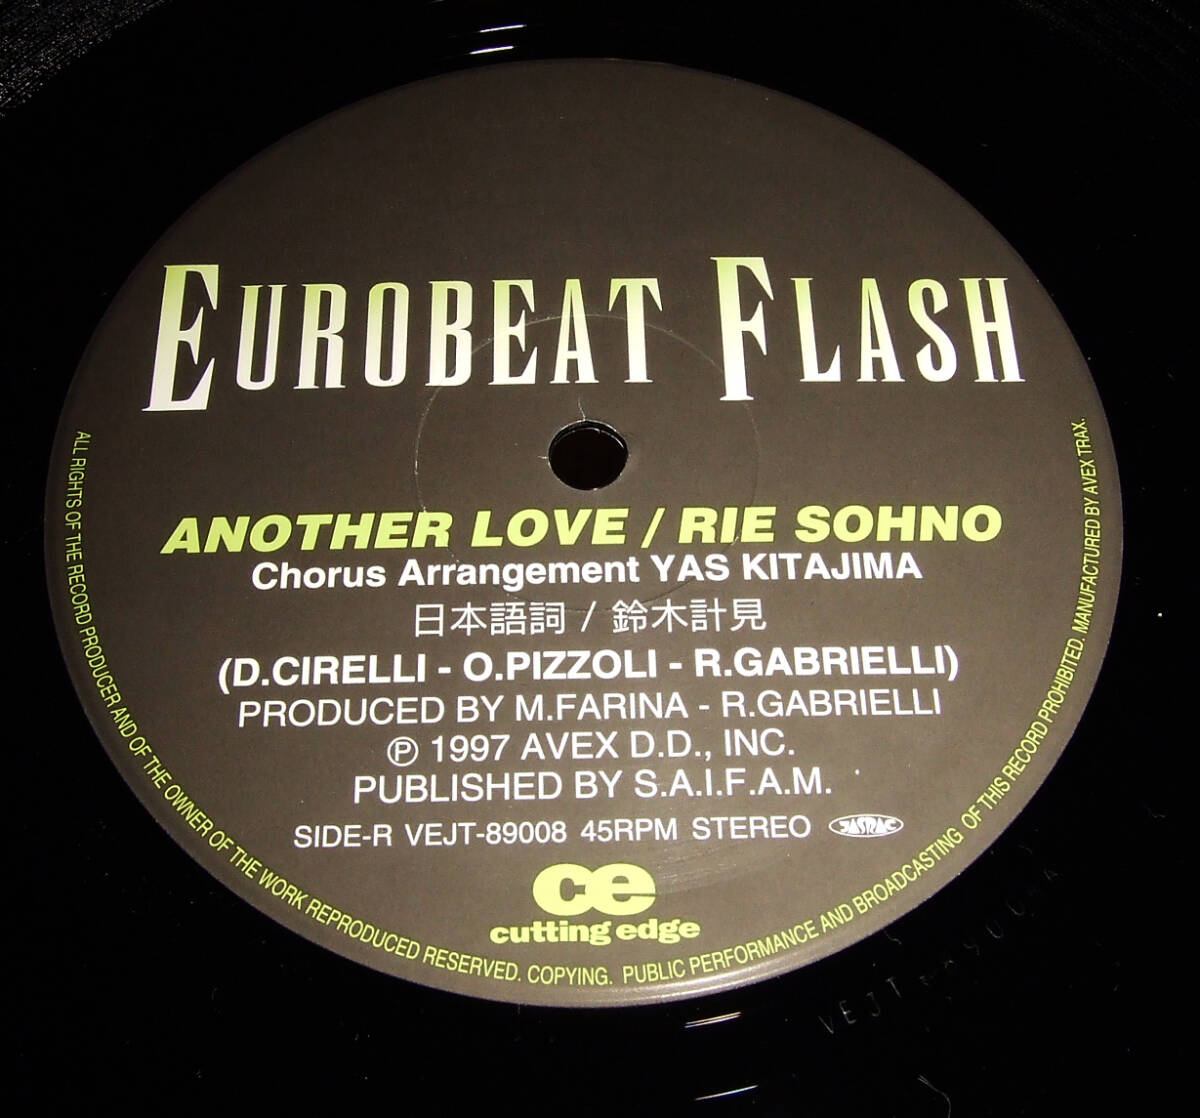 EUROBEAT FLASH
ANOTHER LOVE / RIE SOHNO
Chorus Arrangement YAS KITAJIMA
日本語詞 / 鈴木計見
(D.CIRELLI - O.PIZZOLI - R.GABRIELLI)
PRODUCED BY M.FARINA - R.GABRIELLI
Ⓟ 1997 AVEX D.D., INC.
PUBLISHED BY S.A.I.F.A.M.
SIDE-R VEJT-89008 45RPM STEREO JASRAC
ce
cutting edge
ALL RIGHTS OF THE RECORD PRODUCER AND OF THE OWNER OF THE WORK REPRODUCED RESERVED. COPYING. PUBLIC PERFORMANCE AND BROADCASTING OF THIS RECORD PROHIBITED. MANUFACTURED BY AVEX TRAX.